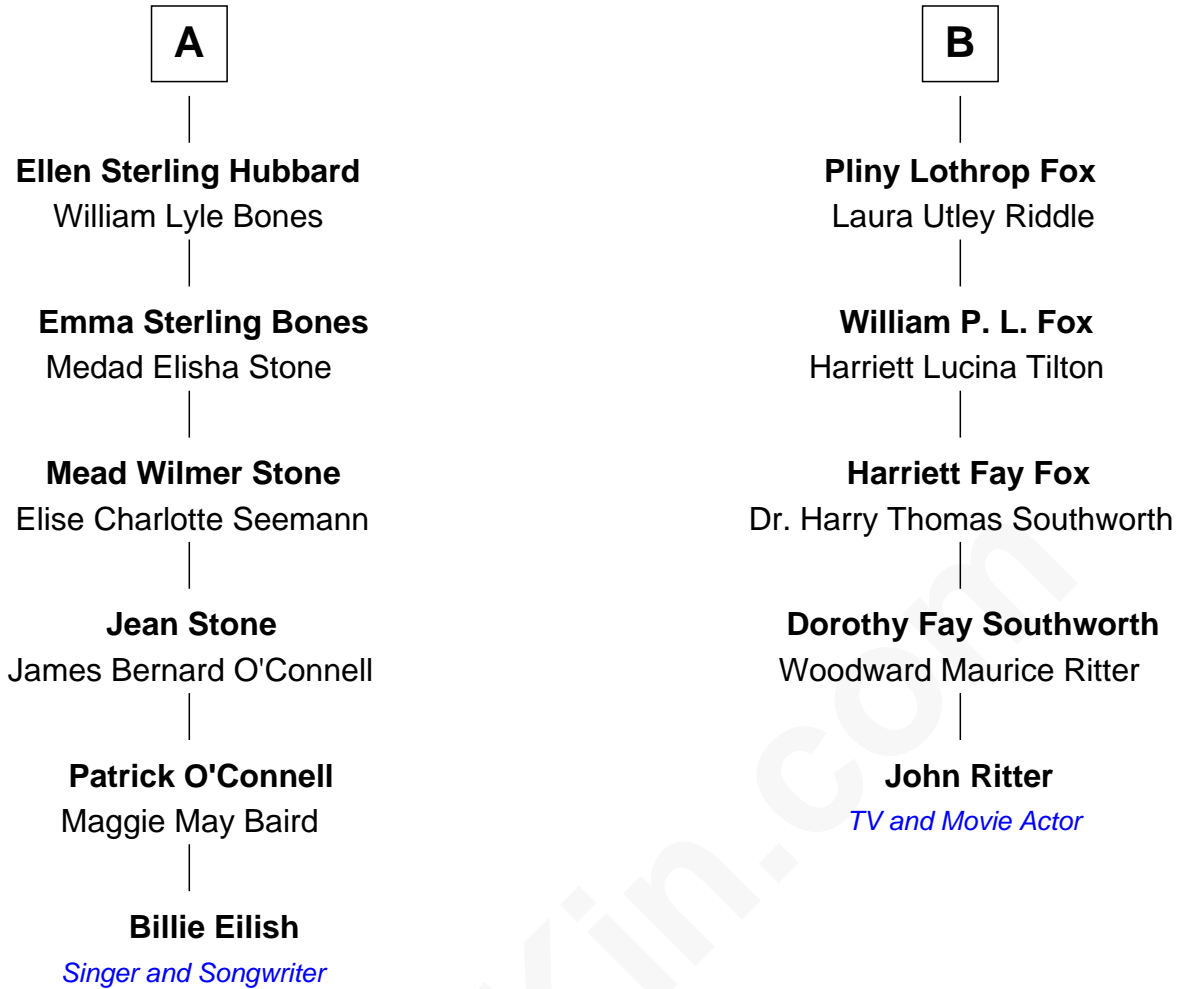 A
Ellen Sterling Hubbard
William Lyle Bones
Emma Sterling Bones
Medad Elisha Stone
Mead Wilmer Stone
Elise Charlotte Seemann
Jean Stone
James Bernard O'Connell
Patrick O'Connell
Maggie May Baird
Billie Eilish
Singer and Songwriter
B
Pliny Lothrop Fox
Laura Utley Riddle
William P. L. Fox
Harriett Lucina Tilton
Harriett Fay Fox
Dr. Harry Thomas Southworth
Dorothy Fay Southworth
Woodward Maurice Ritter
John Ritter
TV and Movie Actor
Kin.com